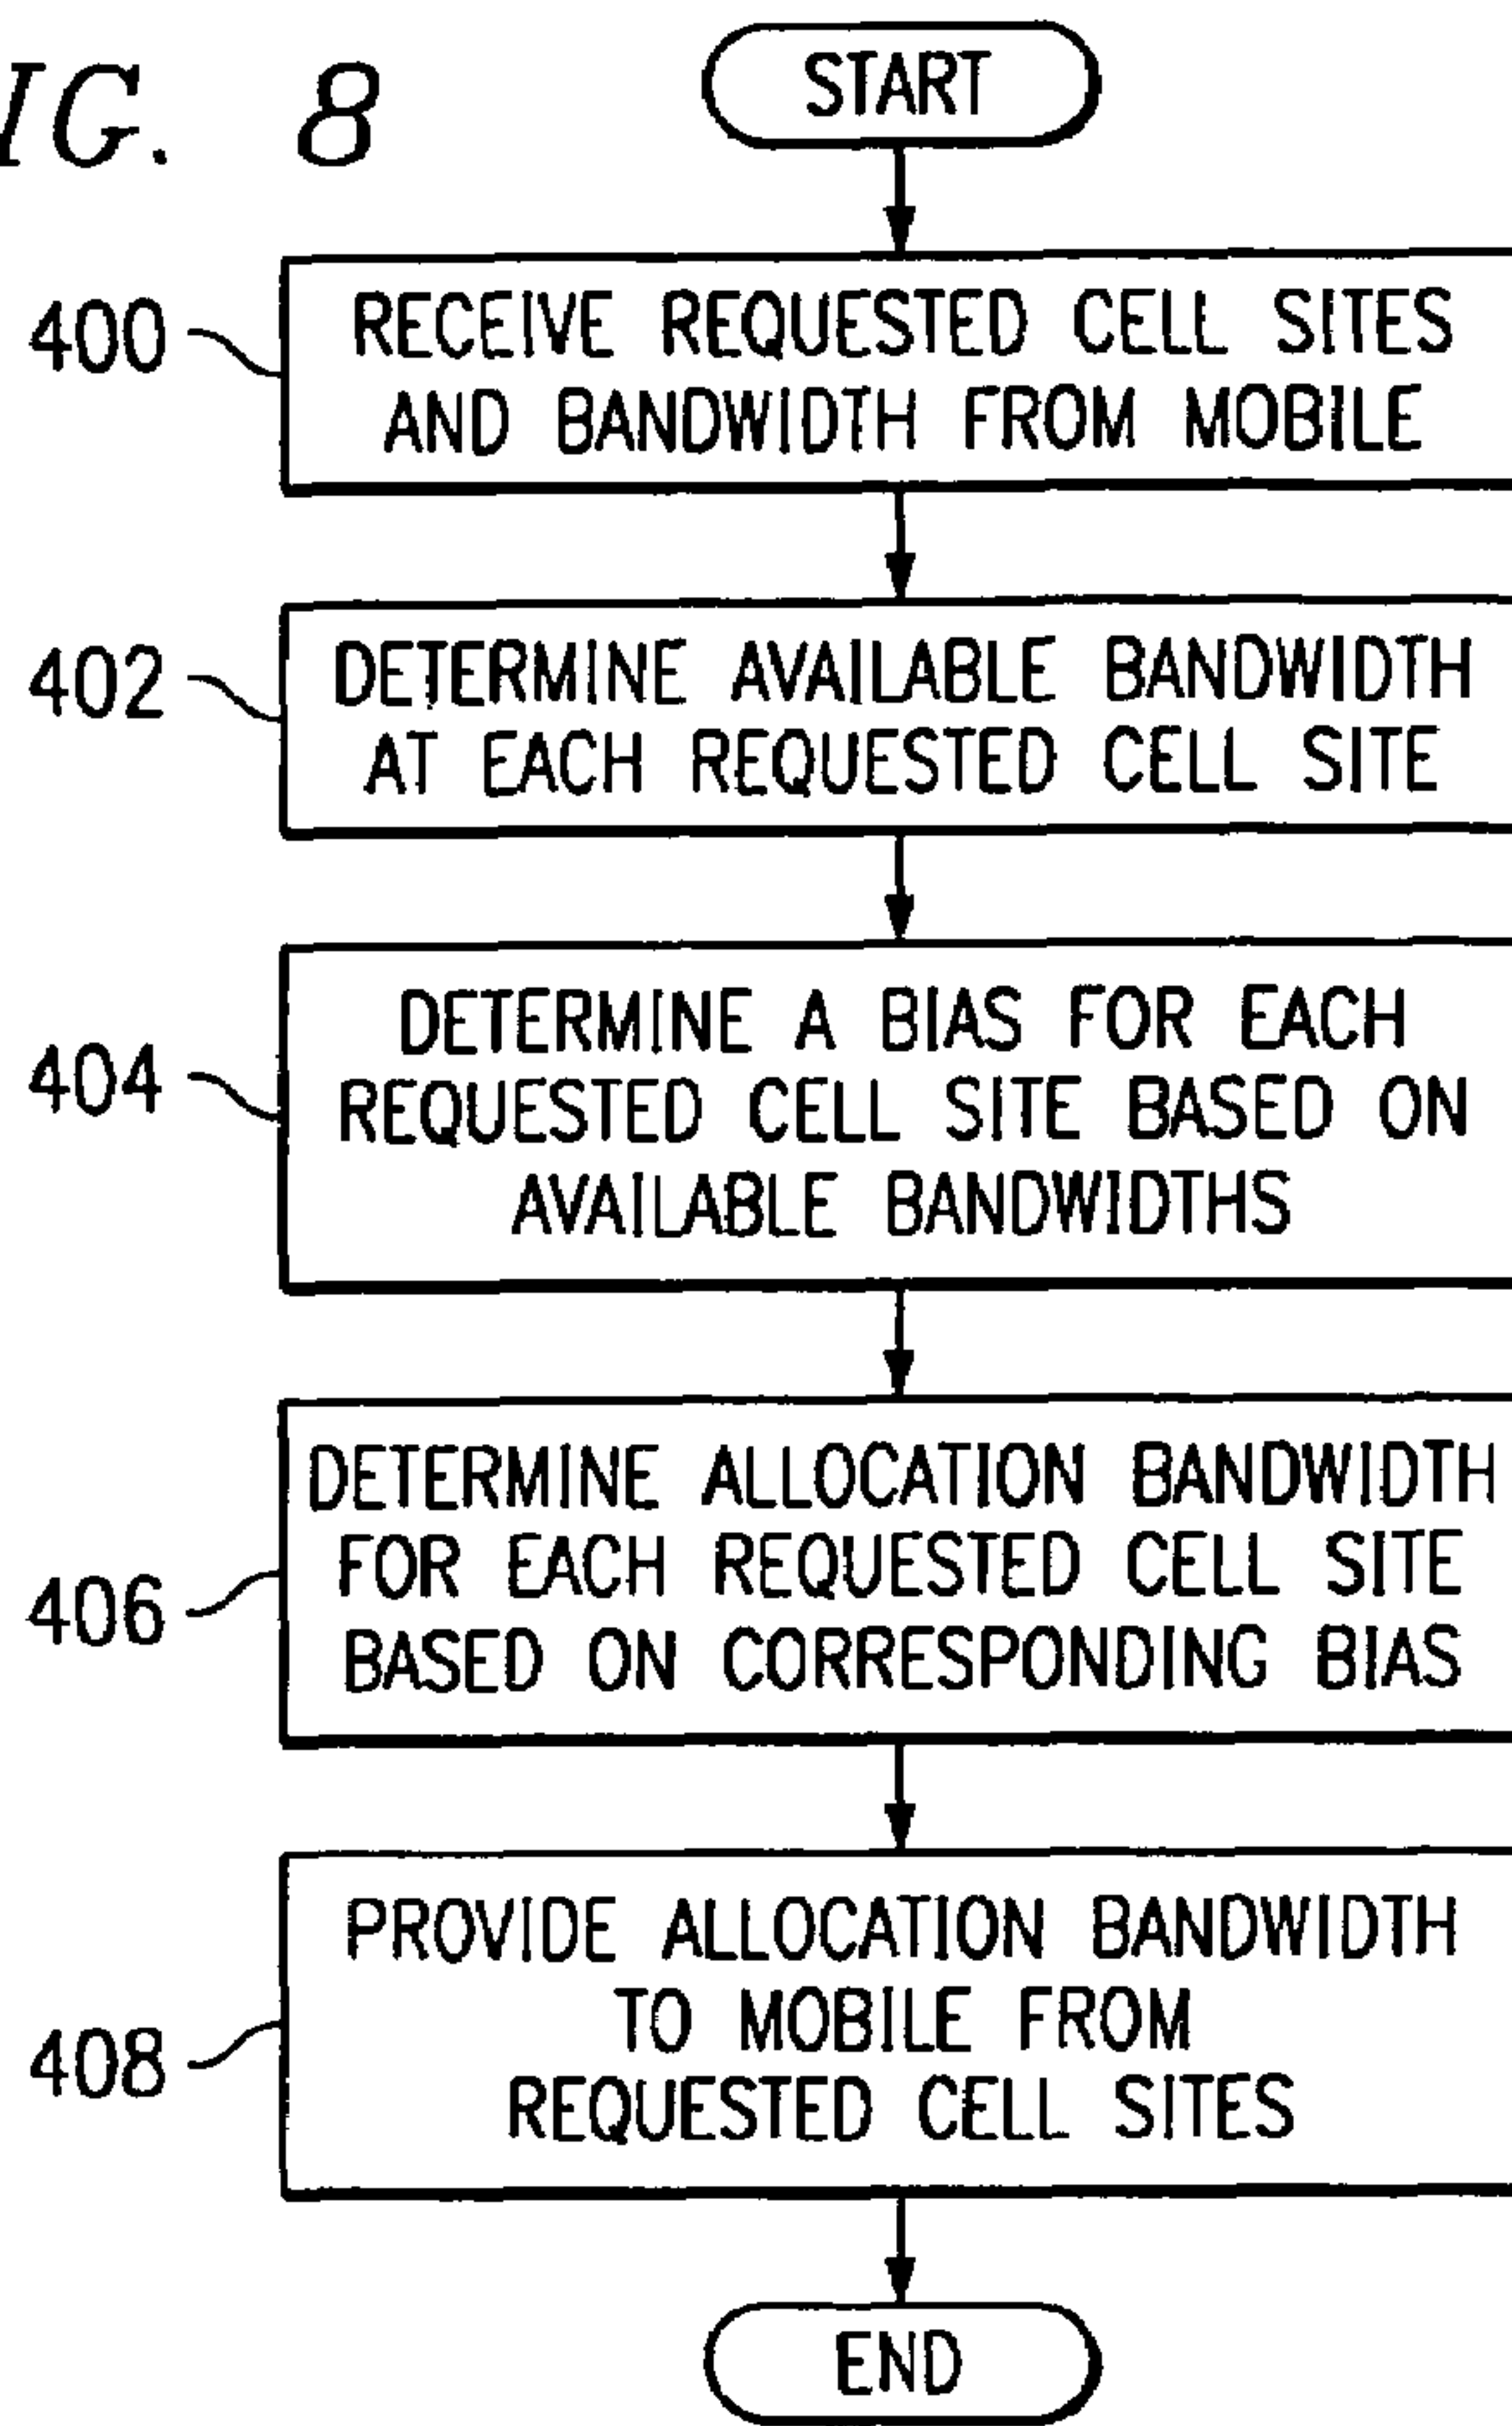 IG. 8
START
400
RECEIVE REQUESTED CELL SITES
AND BANDWIDTH FROM MOBILE
402
DETERMINE AVAILABLE BANDWIDTH
AT EACH REQUESTED CELL SITE
404
DETERMINE A BIAS FOR EACH
REQUESTED CELL SITE BASED ON
AVAILABLE BANDWIDTHS
406
DETERMINE ALLOCATION BANDWIDTH
FOR EACH REQUESTED CELL SITE
BASED ON CORRESPONDING BIAS
408
PROVIDE ALLOCATION BANDWIDTH
TO MOBILE FROM
REQUESTED CELL SITES
END